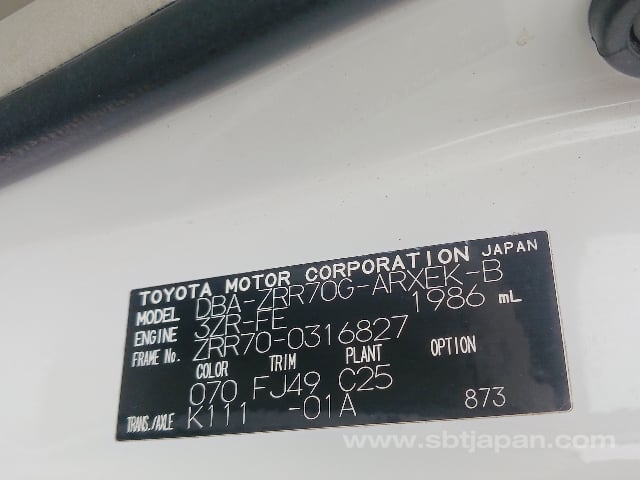 TOYOTA MOTOR CORPORATION JAPAN
MODEL DBA-ZRR70G-ARXEK-B
ENGINE 3ZR-FE 1986 mL
FRAME No. ZRR70-0316827
COLOR TRIM PLANT OPTION
070 FJ49 C25
TRANS./AXLE K111 -01A 873
www.sbtjapan.com